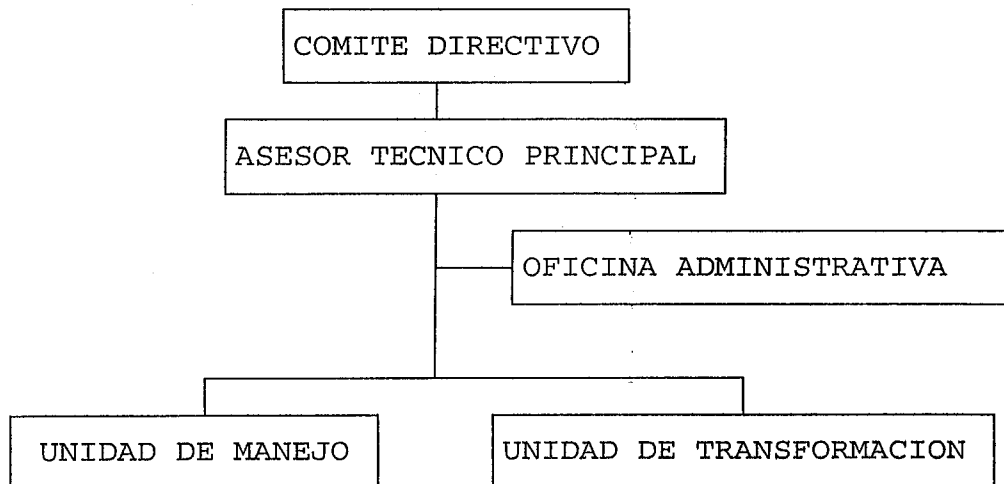 COMITE DIRECTIVO
ASESOR TECNICO PRINCIPAL
OFICINA ADMINISTRATIVA
UNIDAD DE MANEJO
UNIDAD DE TRANSFORMACION